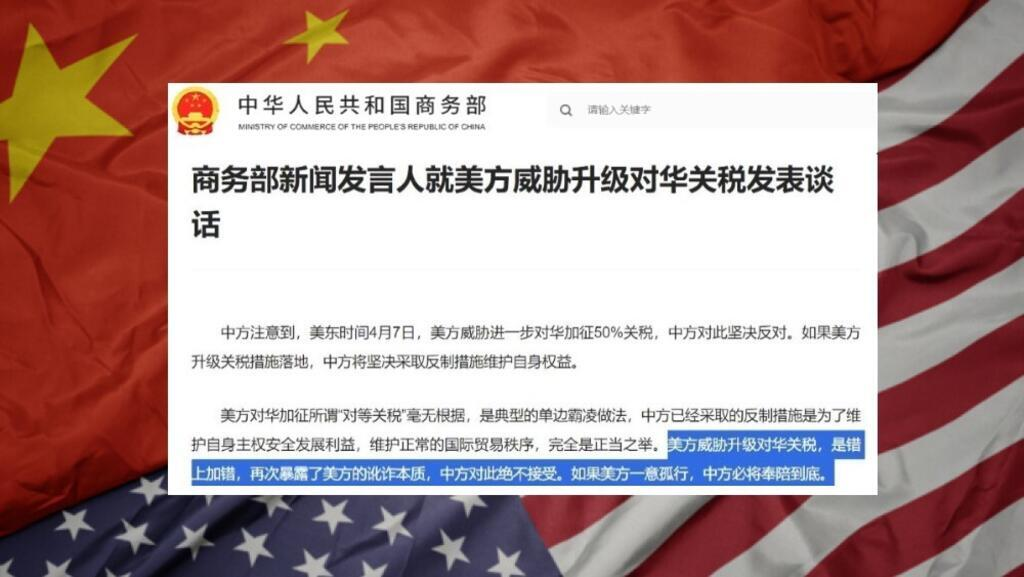 中华人民共和国商务部
MINISTRY OF COMMERCE OF THE PEOPLE'S REPUBLIC OF CHINA
请输入关键字
商务部新闻发言人就美方威胁升级对华关税发表谈
话
中方注意到，美东时间4月7日，美方威胁进一步对华加征50%关税，中方对此坚决反对。如果美方
升级关税措施落地，中方将坚决采取反制措施维护自身权益。
美方对华加征所谓“对等关税”毫无根据，是典型的单边霸凌做法，中方已经采取的反制措施是为了维
护自身主权安全发展利益，维护正常的国际贸易秩序，完全是正当之举。美方威胁升级对华关税，是错
上加错，再次暴露了美方的讹诈本质，中方对此绝不接受。如果美方一意孤行，中方必将奉陪到底。